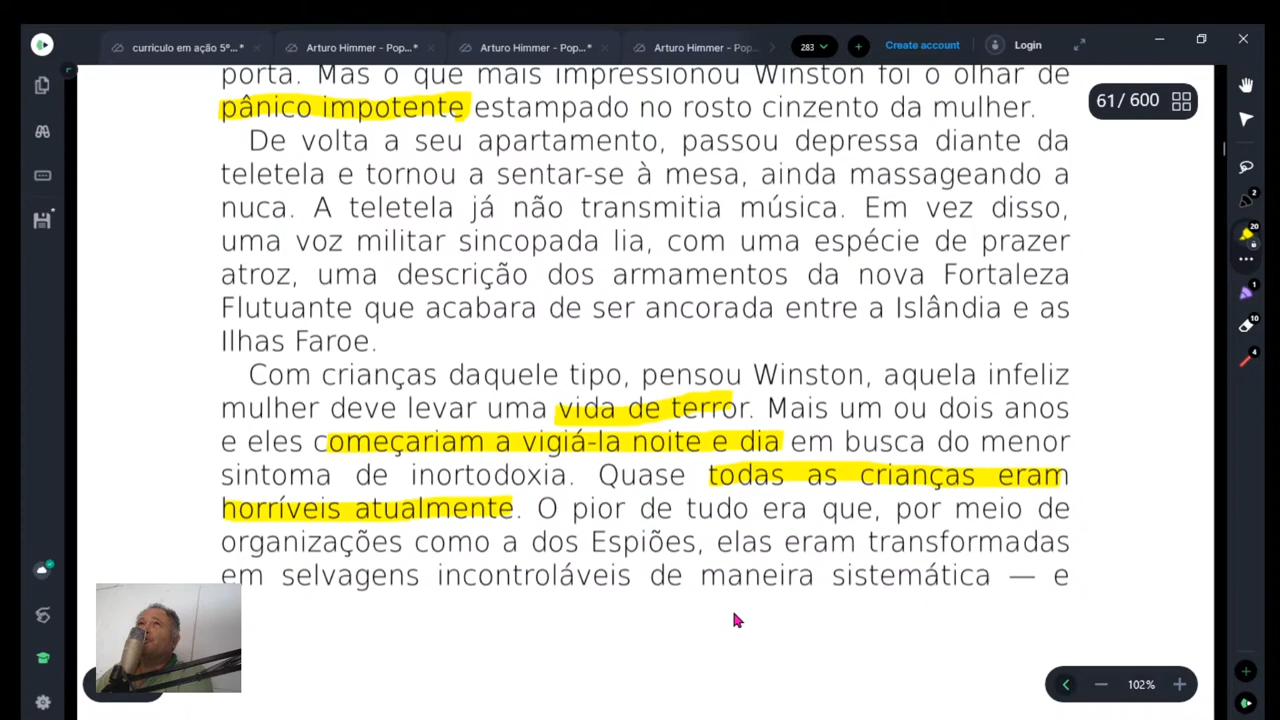 curriculo em ação 5º...*
Arturo Himmer - Pop...*
Arturo Himmer - Pop...*
Arturo Himmer - Pop...
283
Create account
Login
61 / 600
porta. Mas o que mais impressionou Winston foi o olhar de
pânico impotente estampado no rosto cinzento da mulher.
De volta a seu apartamento, passou depressa diante da
teletela e tornou a sentar-se à mesa, ainda massageando a
nuca. A teletela já não transmitia música. Em vez disso,
uma voz militar sincopada lia, com uma espécie de prazer
atroz, uma descrição dos armamentos da nova Fortaleza
Flutuante que acabara de ser ancorada entre a Islândia e as
Ilhas Faroe.
Com crianças daquele tipo, pensou Winston, aquela infeliz
mulher deve levar uma vida de terror. Mais um ou dois anos
e eles começariam a vigiá-la noite e dia em busca do menor
sintoma de inortodoxia. Quase todas as crianças eram
horríveis atualmente. O pior de tudo era que, por meio de
organizações como a dos Espiões, elas eram transformadas
em selvagens incontroláveis de maneira sistemática — e
2
20
1
10
4
102%